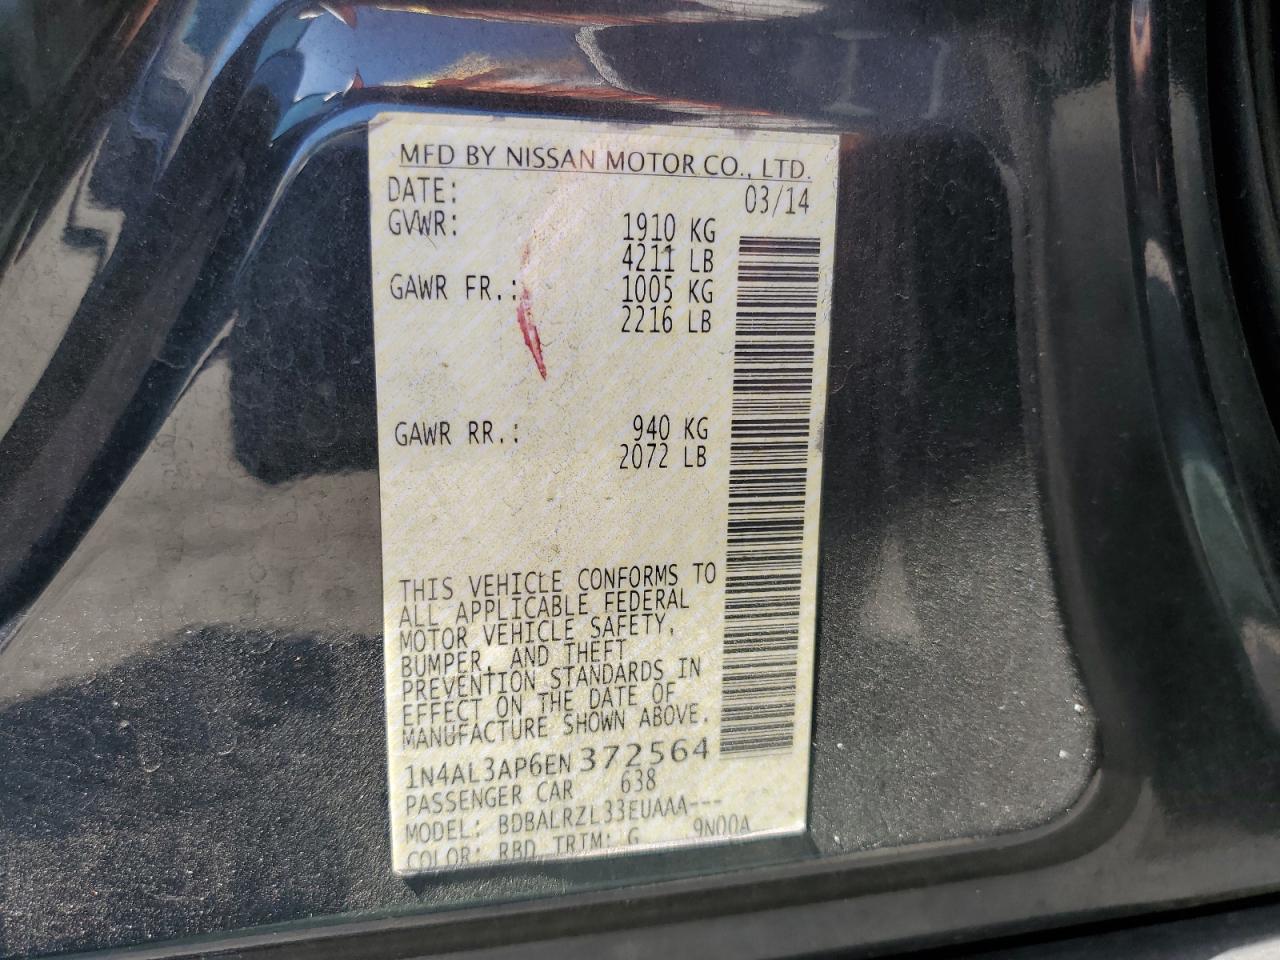 MFD BY NISSAN MOTOR CO., LTD.
DATE: 03/14
GVWR: 1910 KG
4211 LB
GAWR FR.: 1005 KG
2216 LB
GAWR RR.: 940 KG
2072 LB
THIS VEHICLE CONFORMS TO
ALL APPLICABLE FEDERAL
MOTOR VEHICLE SAFETY,
BUMPER, AND THEFT
PREVENTION STANDARDS IN
EFFECT ON THE DATE OF
MANUFACTURE SHOWN ABOVE.
1N4AL3AP6EN372564
PASSENGER CAR 638
MODEL: BDBALRZL33EUAAA---
COLOR: RBD TRIM: G 9N00A